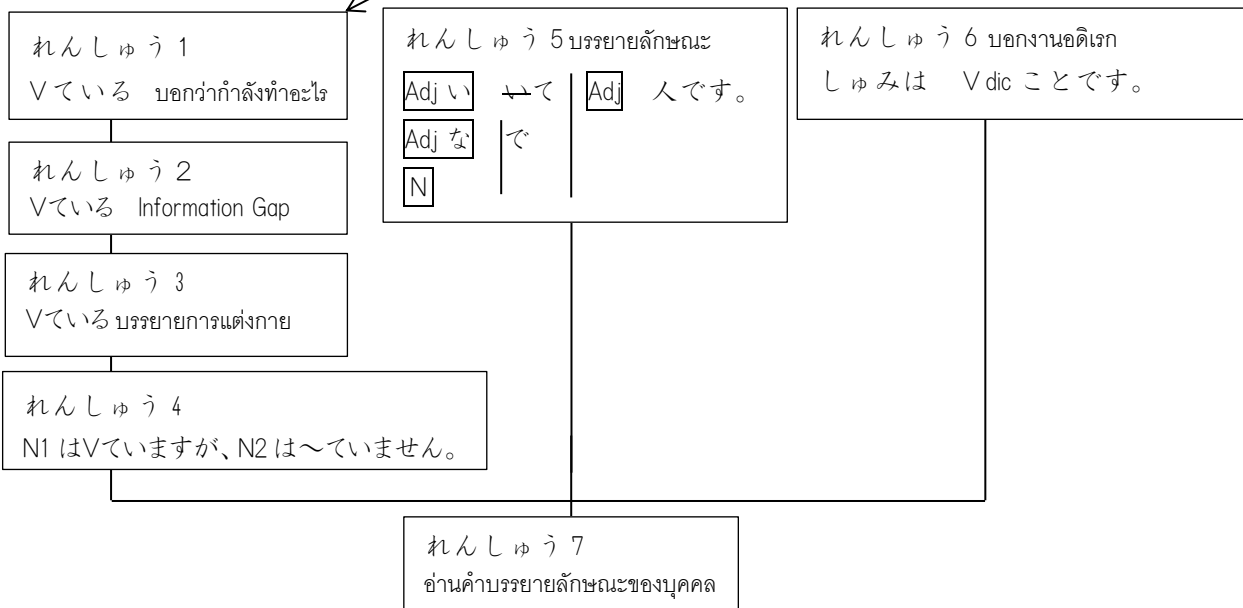 れんしゅう 1
Vている บอกว่ากำลังทำอะไร
れんしゅう 2
Vている Information Gap
れんしゅう 3
Vている บรรยายการแต่งกาย
れんしゅう 4
N1 はVていますが、N2 は～ていません。
れんしゅう 5 บรรยายลักษณะ
Adj い いて Adj 人です。
Adj な で
N
れんしゅう 6 บอกงานอดิเรก
しゅみは V dic ことです。
れんしゅう 7
อ่านคำบรรยายลักษณะของบุคคล